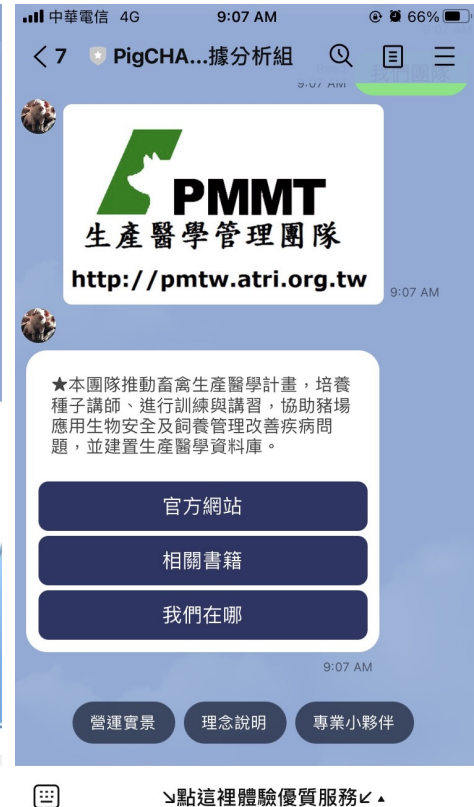 中華電信 4G 9:07 AM 66%
7 PigCHA...據分析組
9:07 AM 我們團隊
PMMT
生產醫學管理團隊
http://pmtw.atri.org.tw
9:07 AM
★本團隊推動畜禽生產醫學計畫，培養
種子講師、進行訓練與講習，協助豬場
應用生物安全及飼養管理改善疾病問
題，並建置生產醫學資料庫。
官方網站
相關書籍
我們在哪
9:07 AM
營運實景 理念說明 專業小夥伴
↘點這裡體驗優質服務↙▲